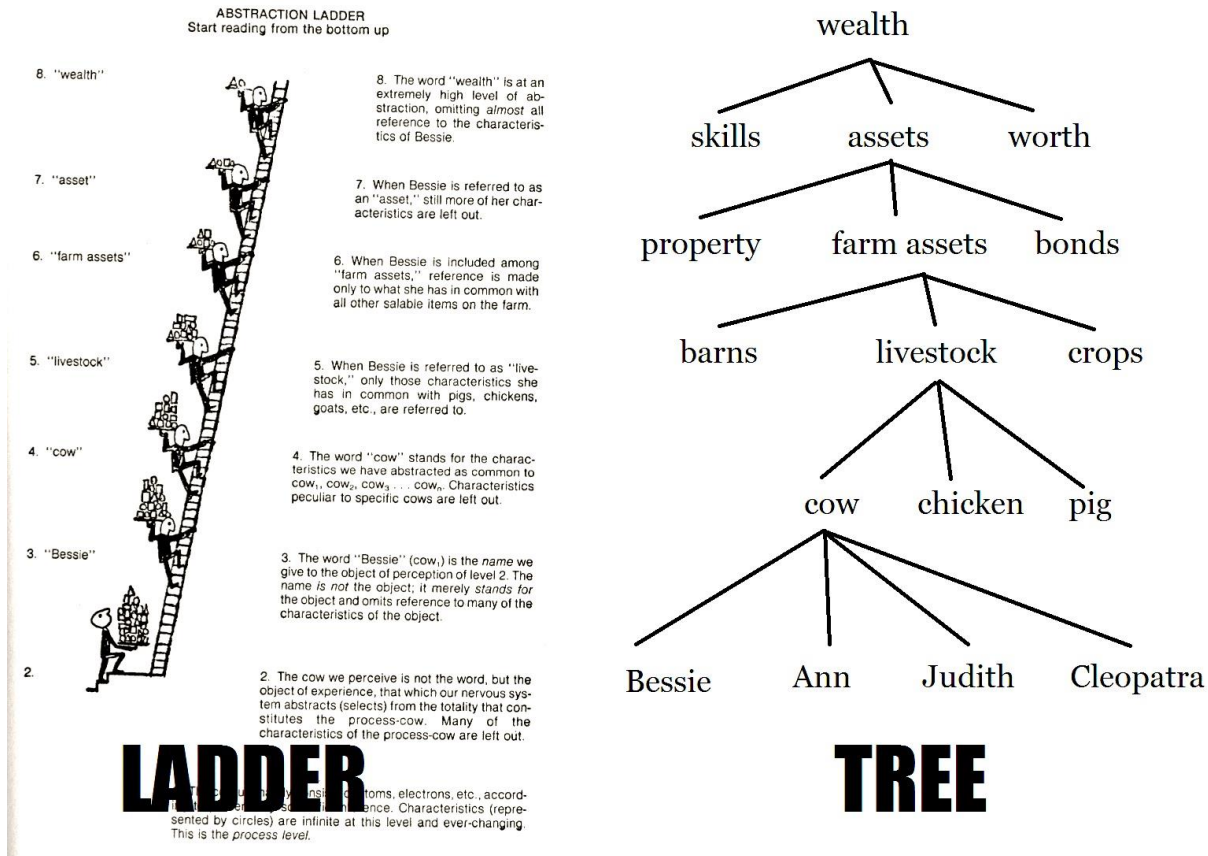 ABSTRACTION LADDER
Start reading from the bottom up
8. "wealth"
8. The word "wealth" is at an
extremely high level of ab-
straction, omitting almost all
reference to the characteris-
tics of Bessie.
7. "asset"
7. When Bessie is referred to as
an "asset," still more of her char-
acteristics are left out.
6. "farm assets"
6. When Bessie is included among
"farm assets," reference is made
only to what she has in common with
all other salable items on the farm.
5. "livestock"
5. When Bessie is referred to as "live-
stock," only those characteristics she
has in common with pigs, chickens,
goats, etc., are referred to.
4. "cow"
4. The word "cow" stands for the charac-
teristics we have abstracted as common to
cow₁, cow₂, cow₃ . . . cowₙ. Characteristics
peculiar to specific cows are left out.
3. "Bessie"
3. The word "Bessie" (cow₁) is the name we
give to the object of perception of level 2. The
name is not the object; it merely stands for
the object and omits reference to many of the
characteristics of the object.
2.
2. The cow we perceive is not the word, but the
object of experience, that which our nervous sys-
tem abstracts (selects) from the totality that con-
stitutes the process-cow. Many of the
characteristics of the process-cow are left out.
LADDER
toms, electrons, etc., accord-
ence. Characteristics (repre-
sented by circles) are infinite at this level and ever-changing.
This is the process level.
wealth
skills assets worth
property farm assets bonds
barns livestock crops
cow chicken pig
Bessie Ann Judith Cleopatra
TREE